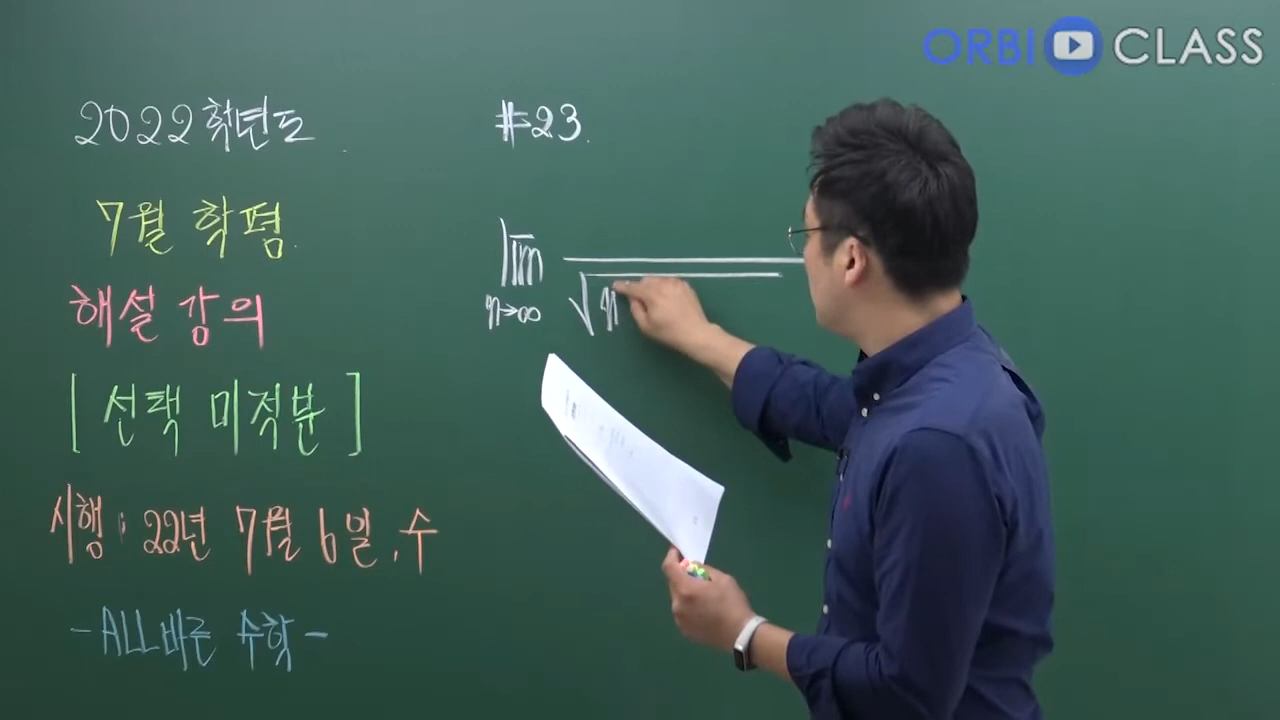 ORBI CLASS
2022학년도.
7월 학평.
해설 강의
[선택 미적분]
시행: 22년 7월 6일, 수
-ALL바른 수학-
#23.
lim
n→∞
√n